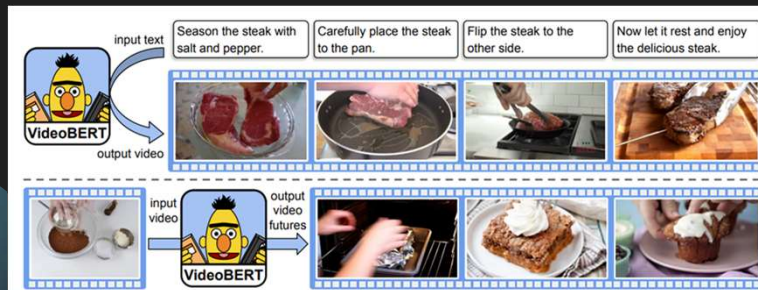 input text
Season the steak with
salt and pepper.
Carefully place the steak
to the pan.
Flip the steak to the
other side.
Now let it rest and enjoy
the delicious steak.
VideoBERT
output video
input
video
VideoBERT
output
video
futures